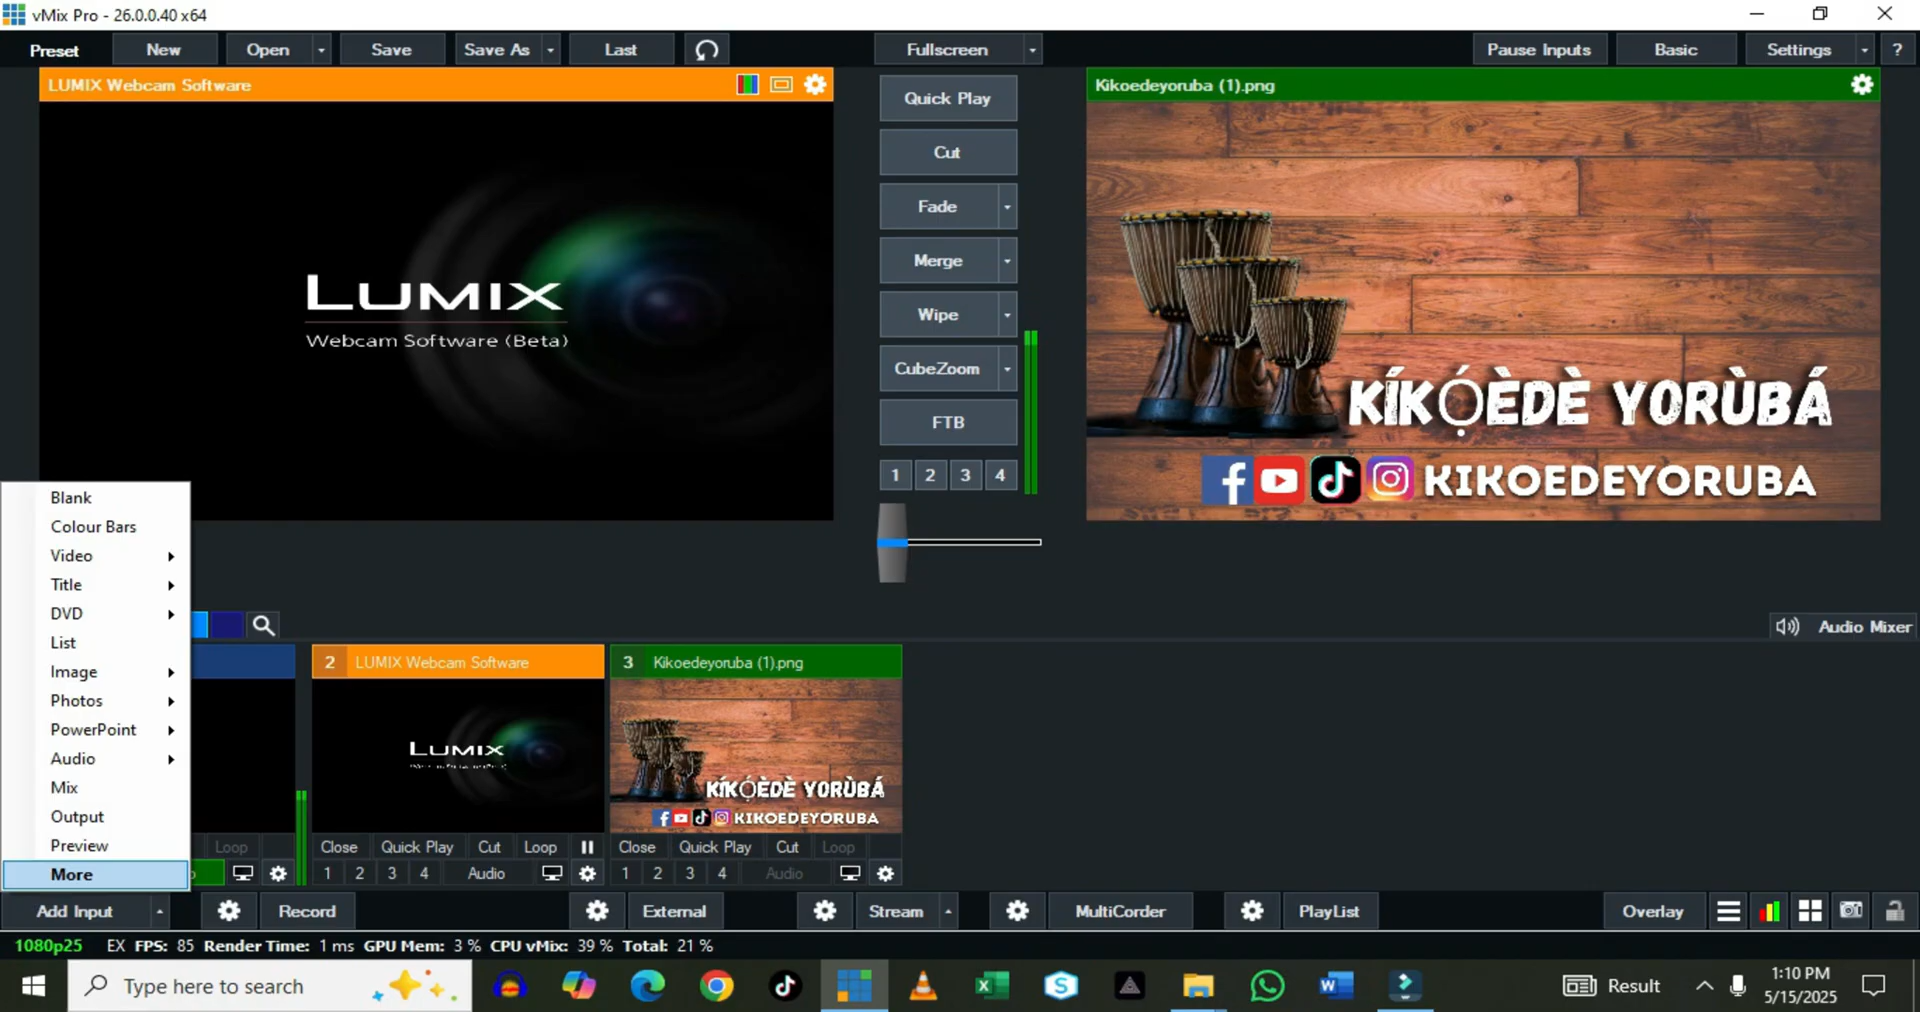 vMix Pro - 26.0.0.40 x64
Preset New Open Save Save As Last Fullscreen Pause Inputs Basic Settings ?
LUMIX Webcam Software
Kikoedeyoruba (1).png
LUMIX
Webcam Software (Beta)
Quick Play
Cut
Fade
Merge
Wipe
CubeZoom
FTB
1 2 3 4
KÍKỌ́ÈDÈ YORÙBÁ
KIKOEDEYORUBA
Blank
Colour Bars
Video
Title
DVD
List
Image
Photos
PowerPoint
Audio
Mix
Output
Preview
More
Audio Mixer
2 LUMIX Webcam Software
3 Kikoedeyoruba (1).png
LUMIX
KÍKỌ́ÈDÈ YORÙBÁ
KIKOEDEYORUBA
Loop
Close Quick Play Cut Loop
Close Quick Play Cut Loop
1 2 3 4 Audio
1 2 3 4 Audio
Add Input Record External Stream MultiCorder PlayList Overlay
1080p25 EX FPS: 85 Render Time: 1 ms GPU Mem: 3 % CPU vMix: 39 % Total: 21 %
Type here to search
Result
1:10 PM
5/15/2025